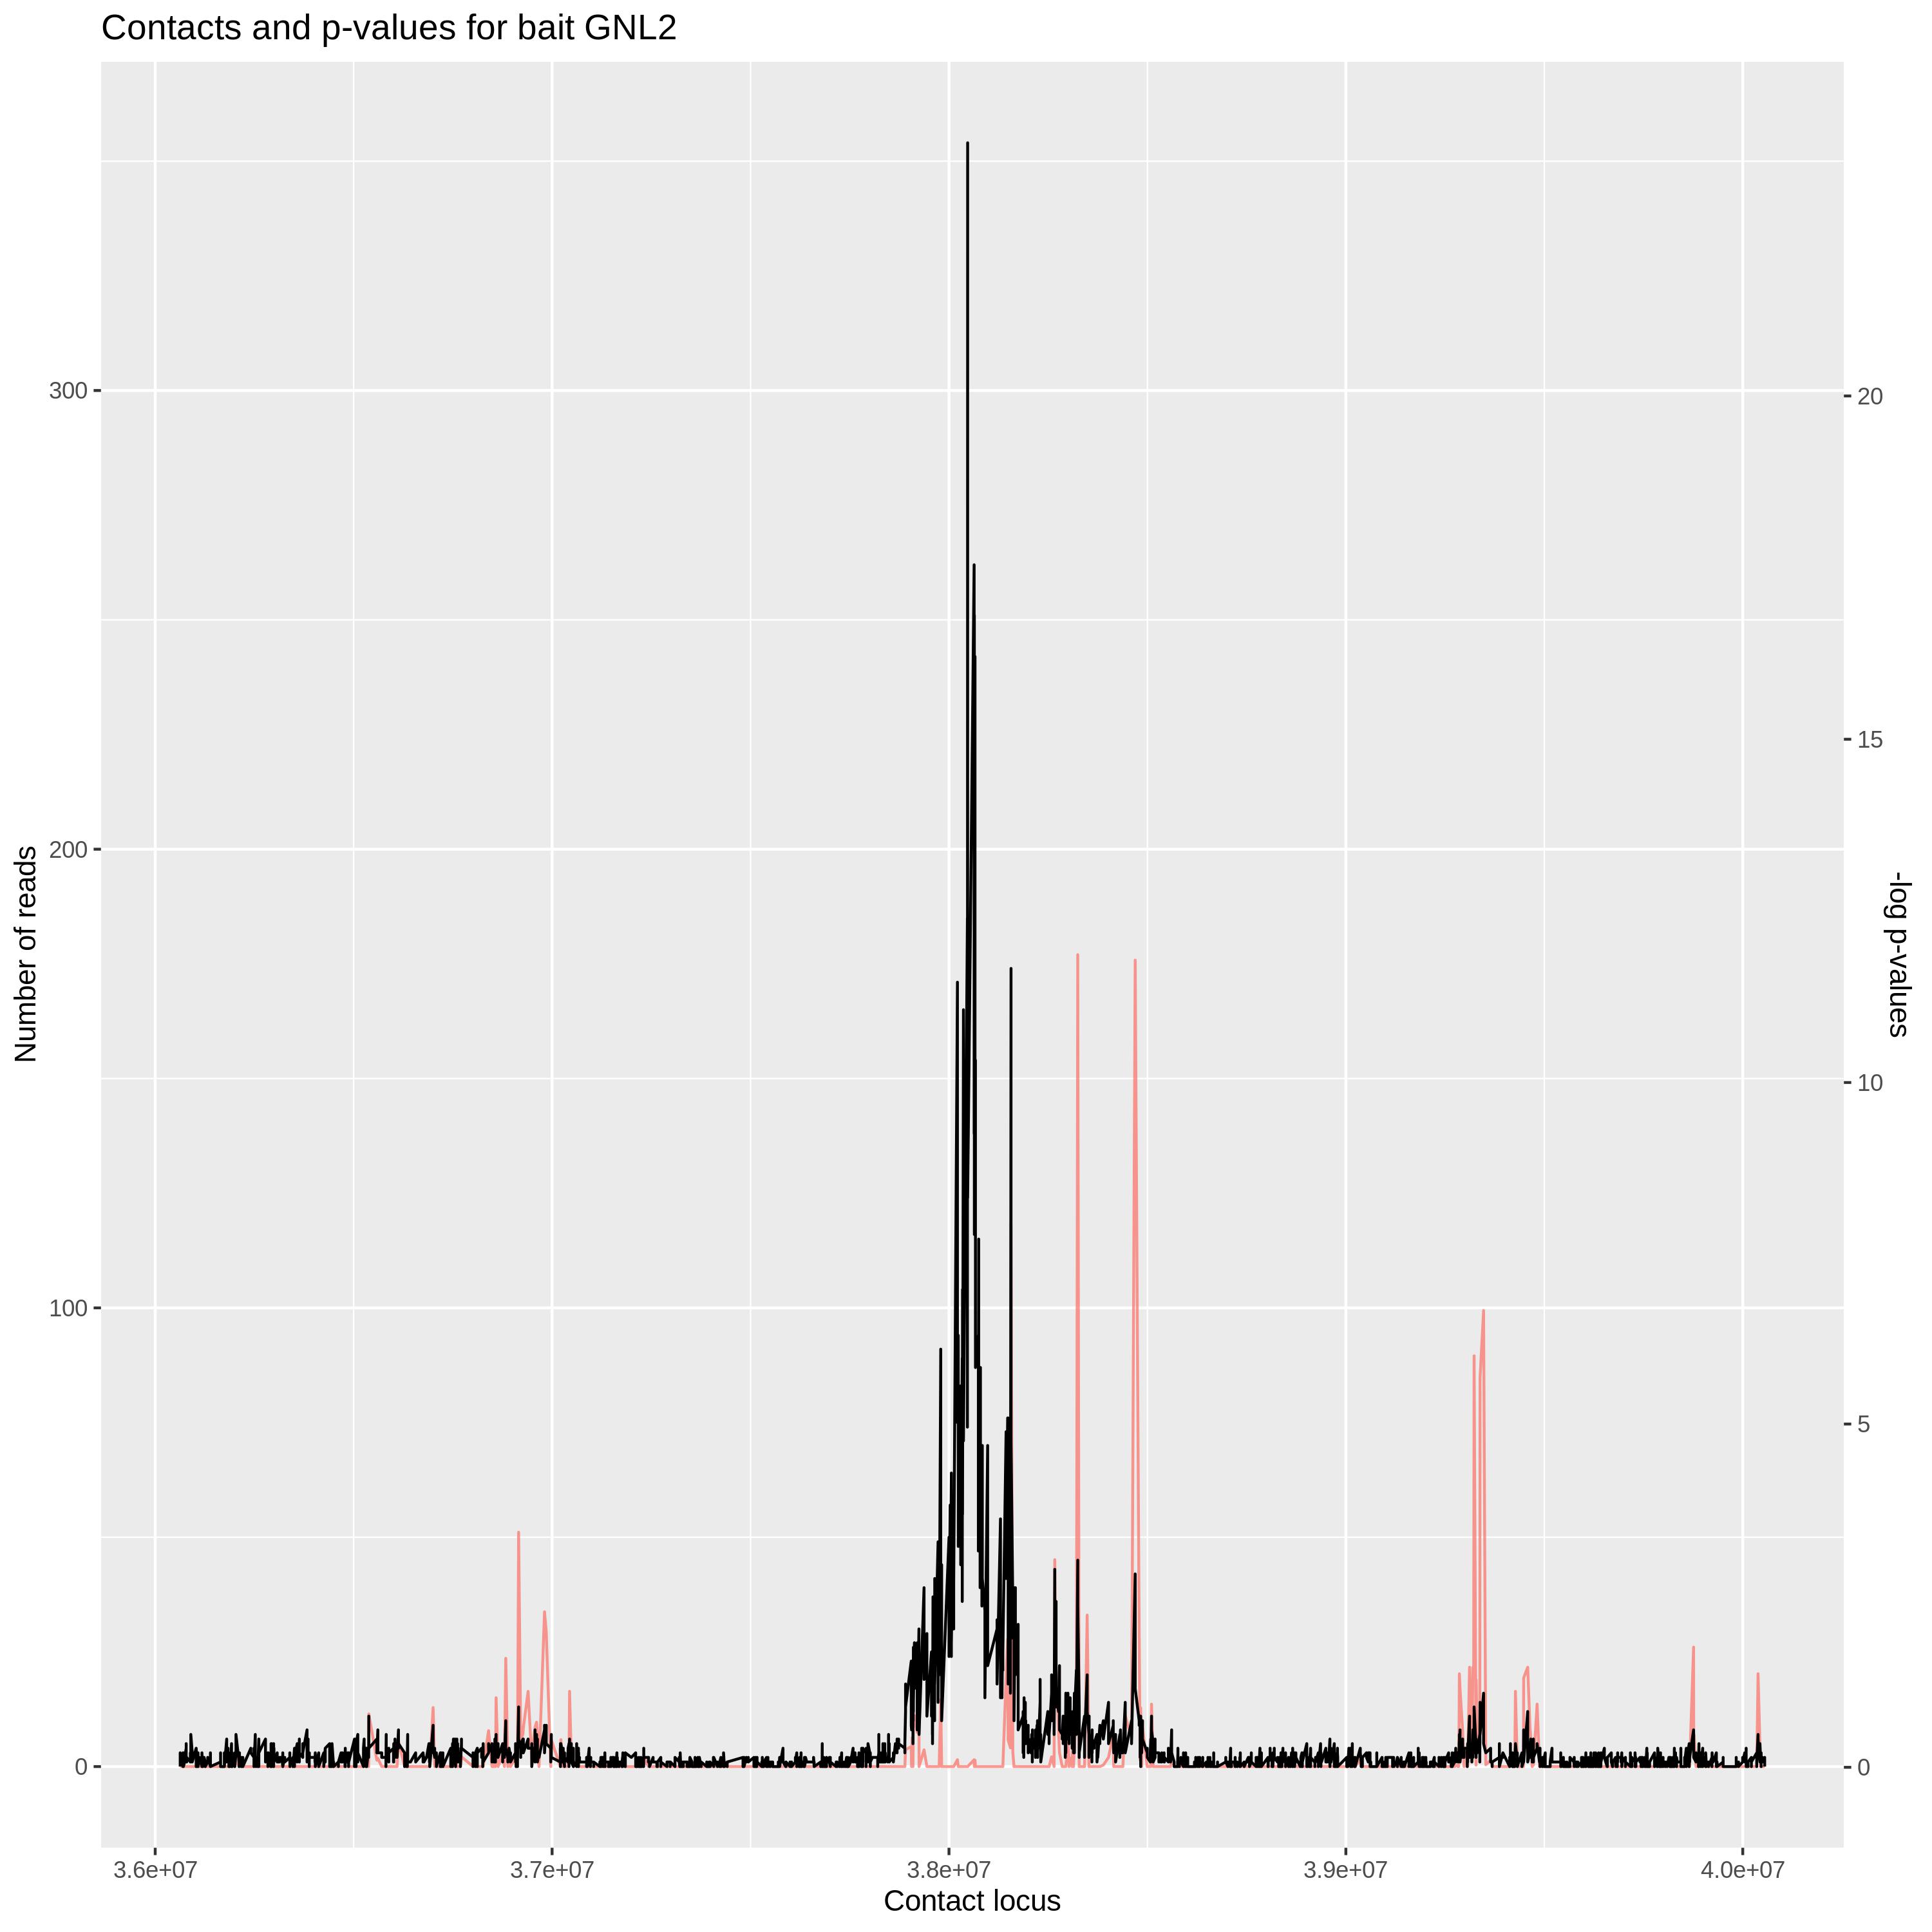 Contacts and p-values for bait GNL2
300
200
100
0
Number of reads
20
15
10
5
0
-log p-values
3.6e+07
3.7e+07
3.8e+07
3.9e+07
4.0e+07
Contact locus